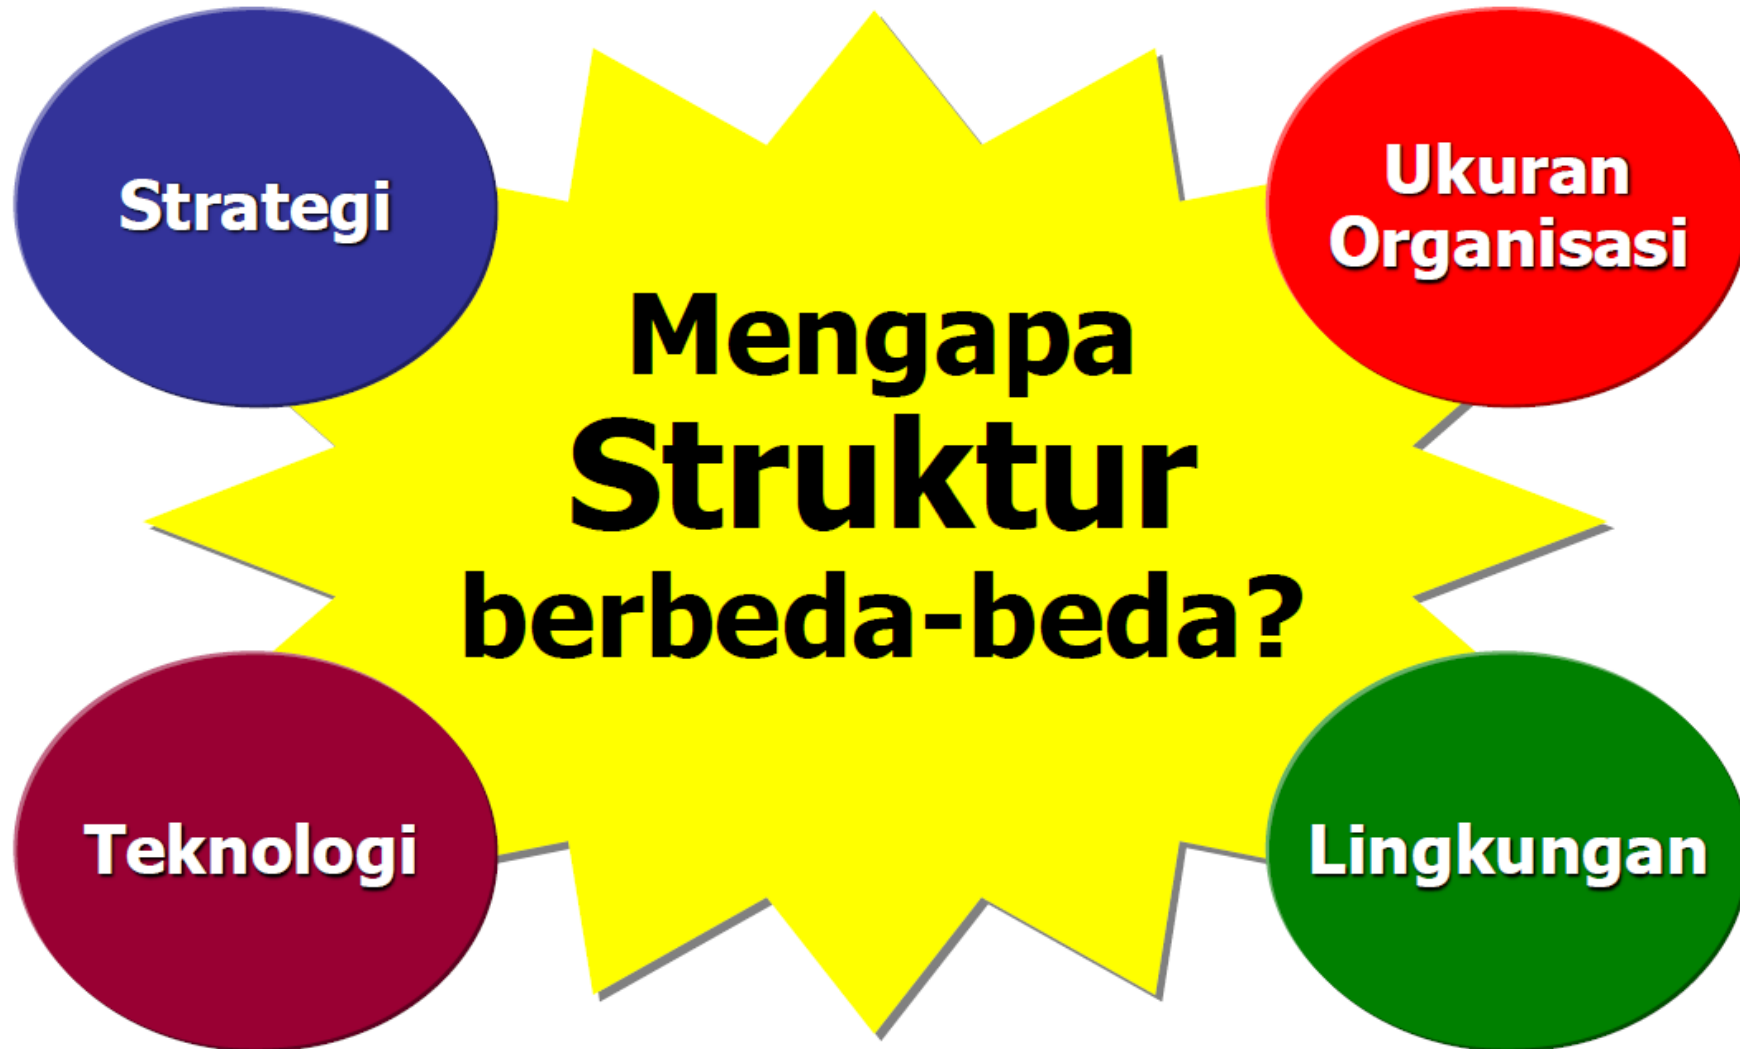 Strategi
Ukuran
Organisasi
Mengapa
Struktur
berbeda-beda?
Teknologi
Lingkungan